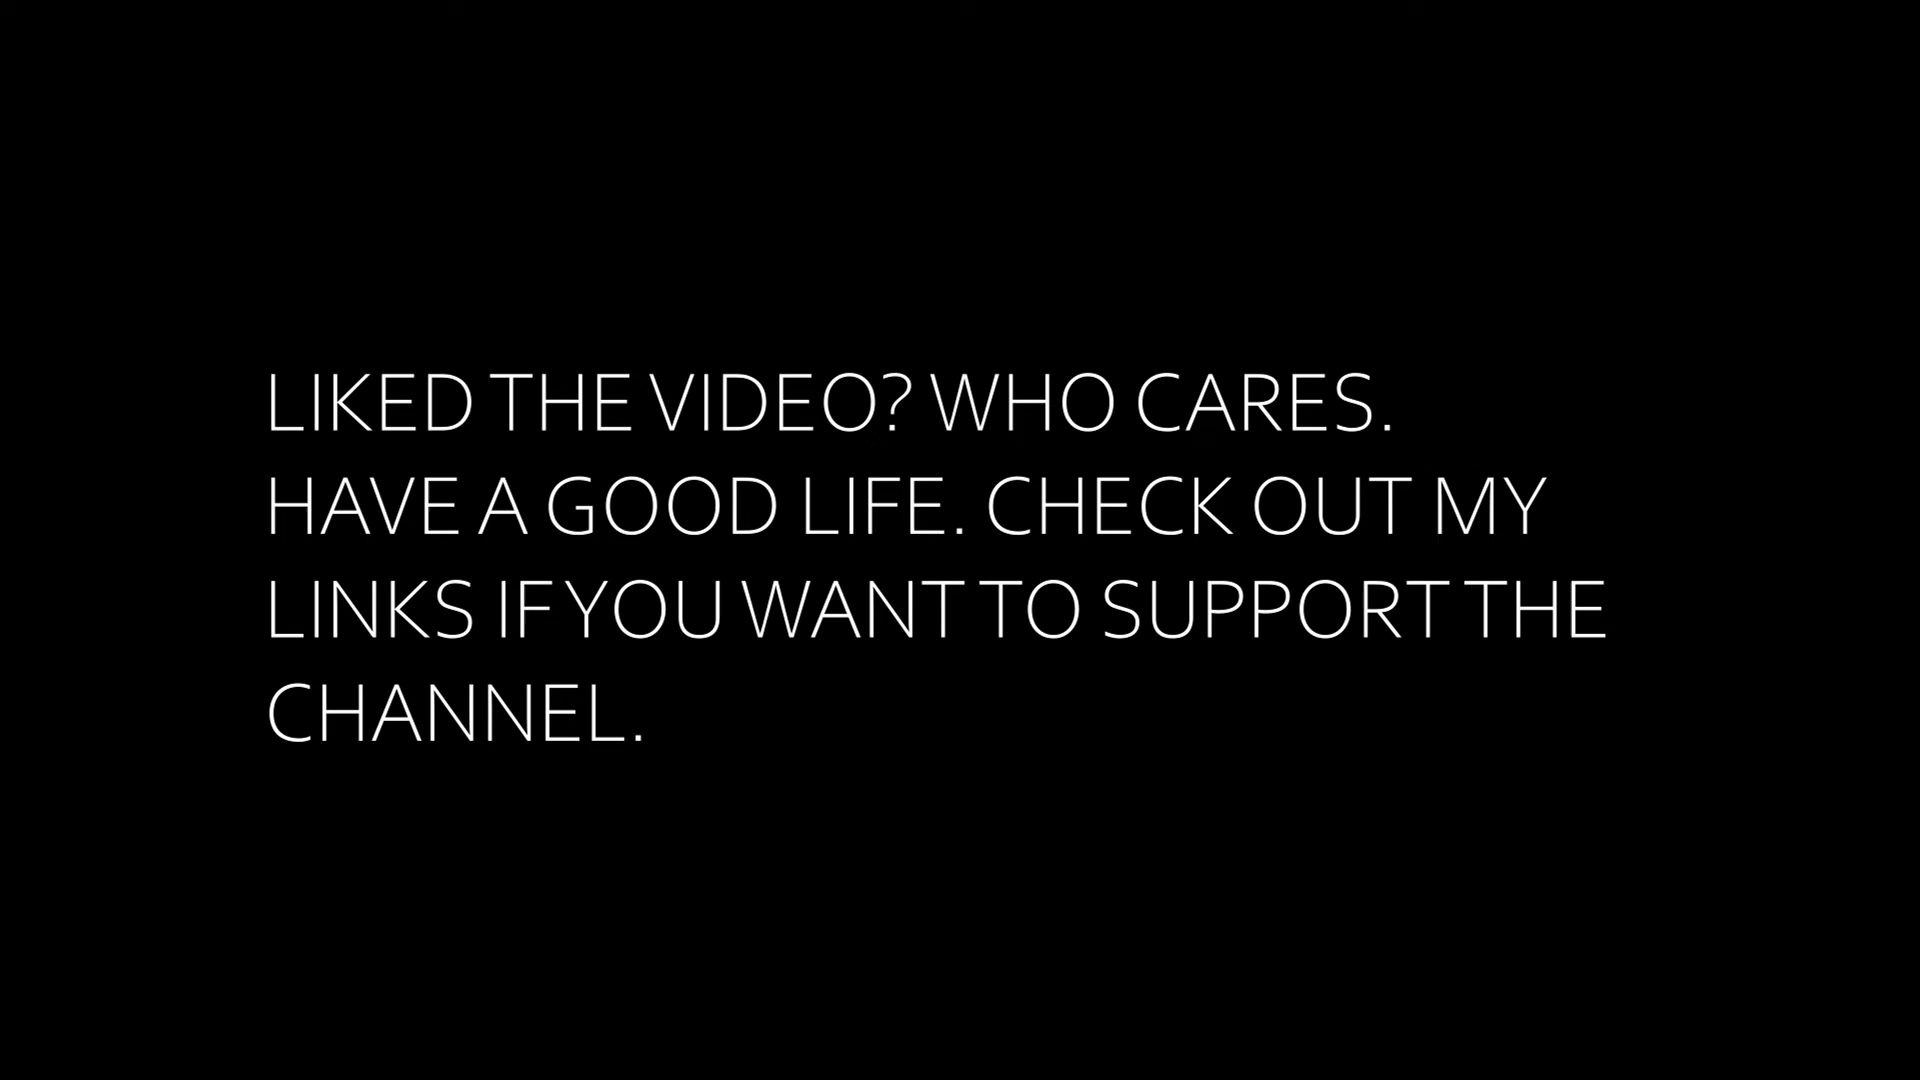 LIKED THE VIDEO? WHO CARES.
HAVE A GOOD LIFE. CHECK OUT MY
LINKS IF YOU WANT TO SUPPORT THE
CHANNEL.